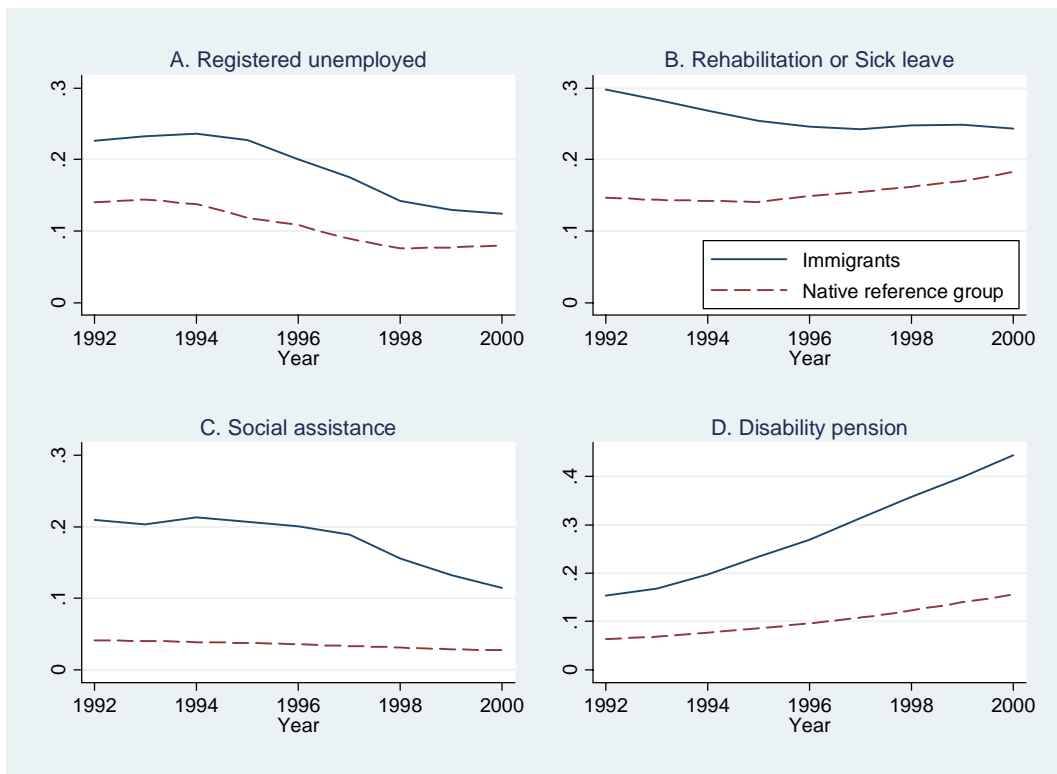 A. Registered unemployed
.3
.2
.1
0
1992 1994 1996 1998 2000
Year
B. Rehabilitation or Sick leave
.3
.2
.1
0
Immigrants
Native reference group
1992 1994 1996 1998 2000
Year
C. Social assistance
.3
.2
.1
0
1992 1994 1996 1998 2000
Year
D. Disability pension
.4
.3
.2
.1
0
1992 1994 1996 1998 2000
Year